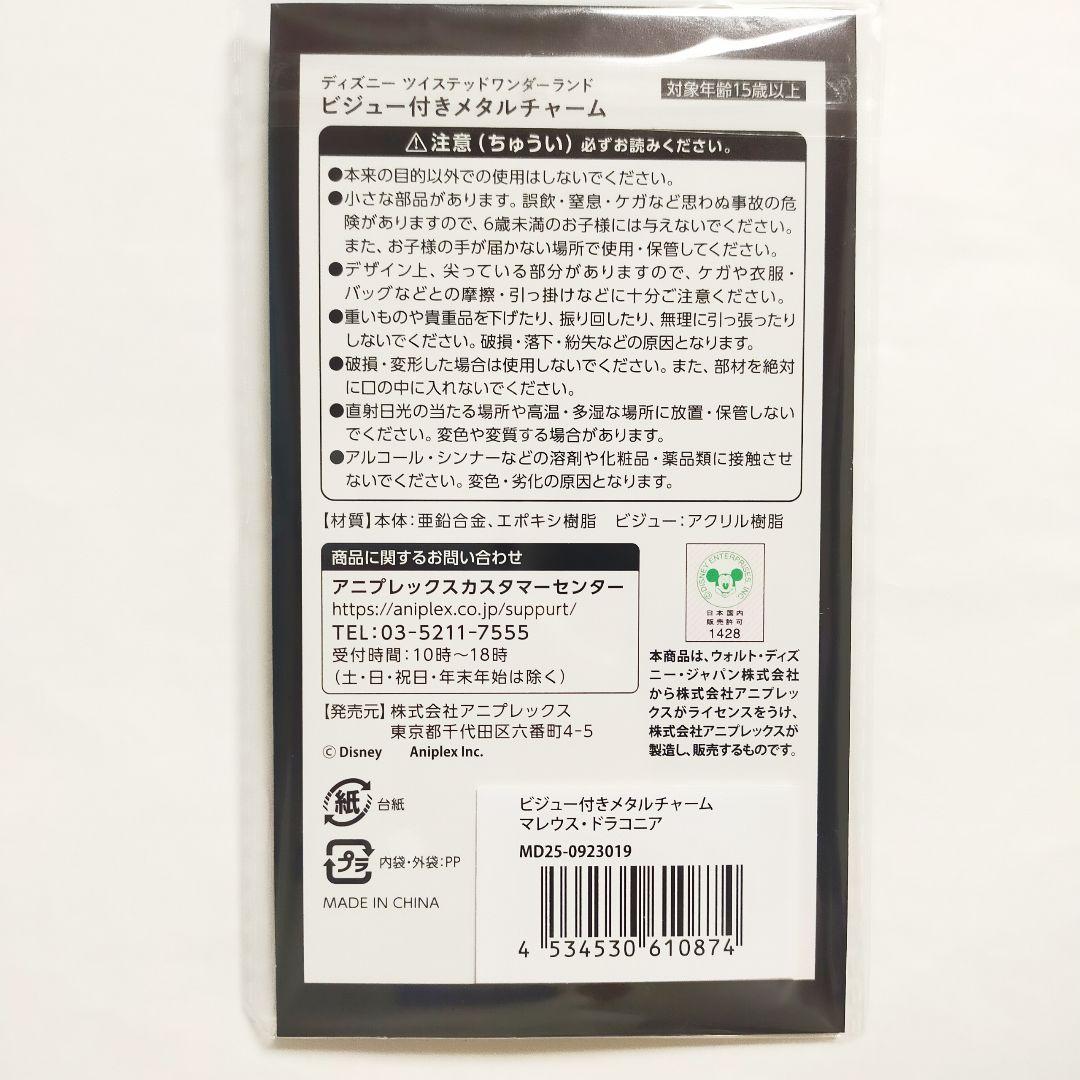 ディズニー ツイステッドワンダーランド
ビジュー付きメタルチャーム
対象年齢15歳以上
⚠注意(ちゅうい)必ずお読みください。
●本来の目的以外での使用はしないでください。
●小さな部品があります。誤飲・窒息・ケガなど思わぬ事故の危
険がありますので、6歳未満のお子様には与えないでください。
また、お子様の手が届かない場所で使用・保管してください。
●デザイン上、尖っている部分がありますので、ケガや衣服・
バッグなどとの摩擦・引っ掛けなどに十分ご注意ください。
●重いものや貴重品を下げたり、振り回したり、無理に引っ張ったり
しないでください。破損・落下・紛失などの原因となります。
●破損・変形した場合は使用しないでください。また、部材を絶対
に口の中に入れないでください。
●直射日光の当たる場所や高温・多湿な場所に放置・保管しない
でください。変色や変質する場合があります。
●アルコール・シンナーなどの溶剤や化粧品・薬品類に接触させ
ないでください。変色・劣化の原因となります。
【材質】本体:亜鉛合金、エポキシ樹脂 ビジュー:アクリル樹脂
商品に関するお問い合わせ
アニプレックスカスタマーセンター
https://aniplex.co.jp/suppurt/
TEL:03-5211-7555
受付時間:10時~18時
(土・日・祝日・年末年始は除く)
【発売元】株式会社アニプレックス
東京都千代田区六番町4-5
© Disney Aniplex Inc.
©DISNEY ENTERPRISES, INC.
日本国内
販売許可
1428
本商品は、ウォルト・ディズ
ニー・ジャパン株式会社
から株式会社アニプレッ
クスがライセンスをうけ、
株式会社アニプレックスが
製造し、販売するものです。
紙 台紙
プラ 内袋・外袋:PP
MADE IN CHINA
ビジュー付きメタルチャーム
マレウス・ドラコニア
MD25-0923019
4 534530 610874